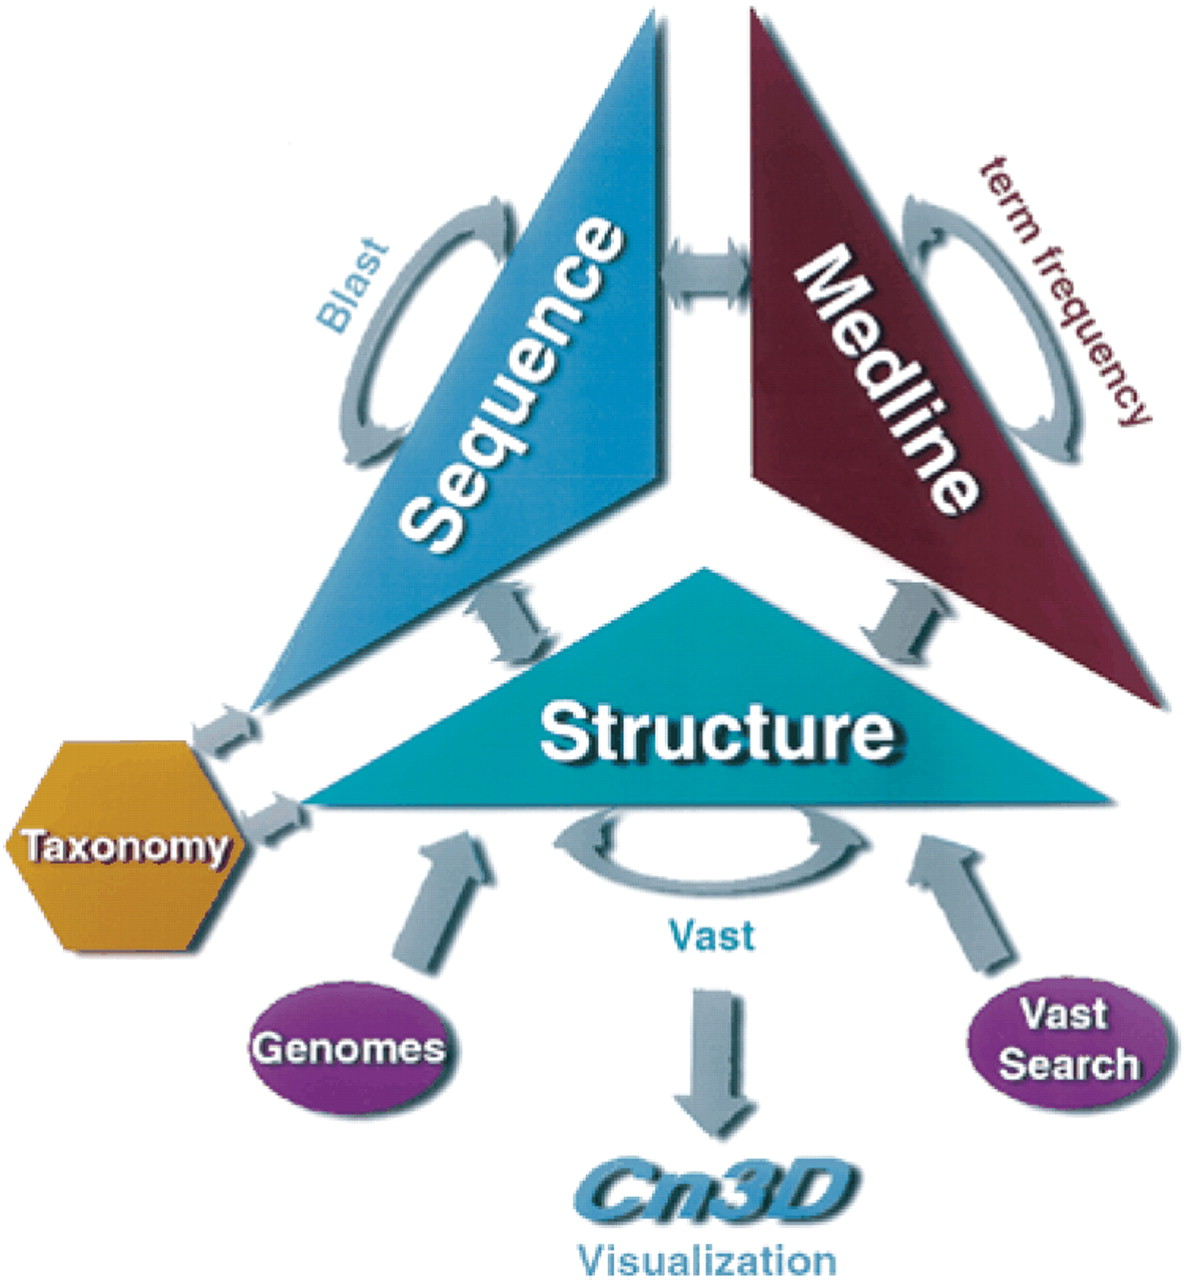 Blast
Sequence
Medline
term frequency
Structure
Taxonomy
Vast
Genomes
Vast
Search
Cn3D
Visualization